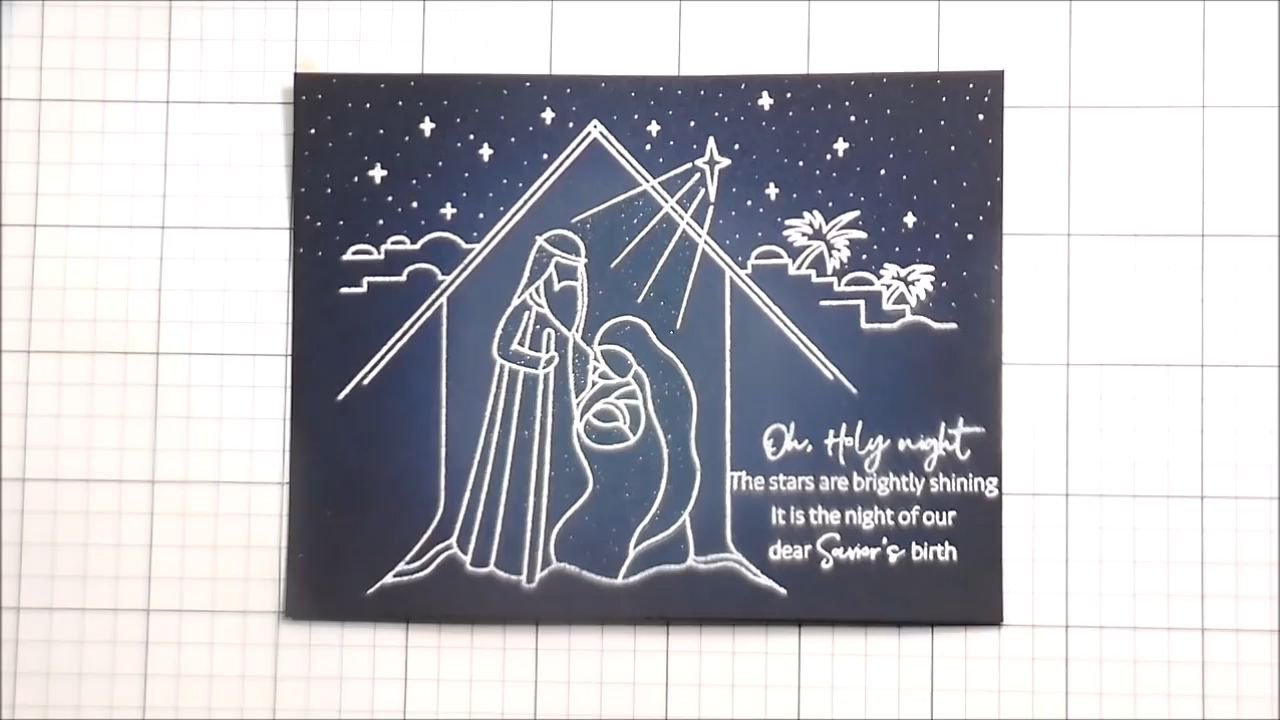 Oh, Holy night
The stars are brightly shining
It is the night of our
dear Savior's birth